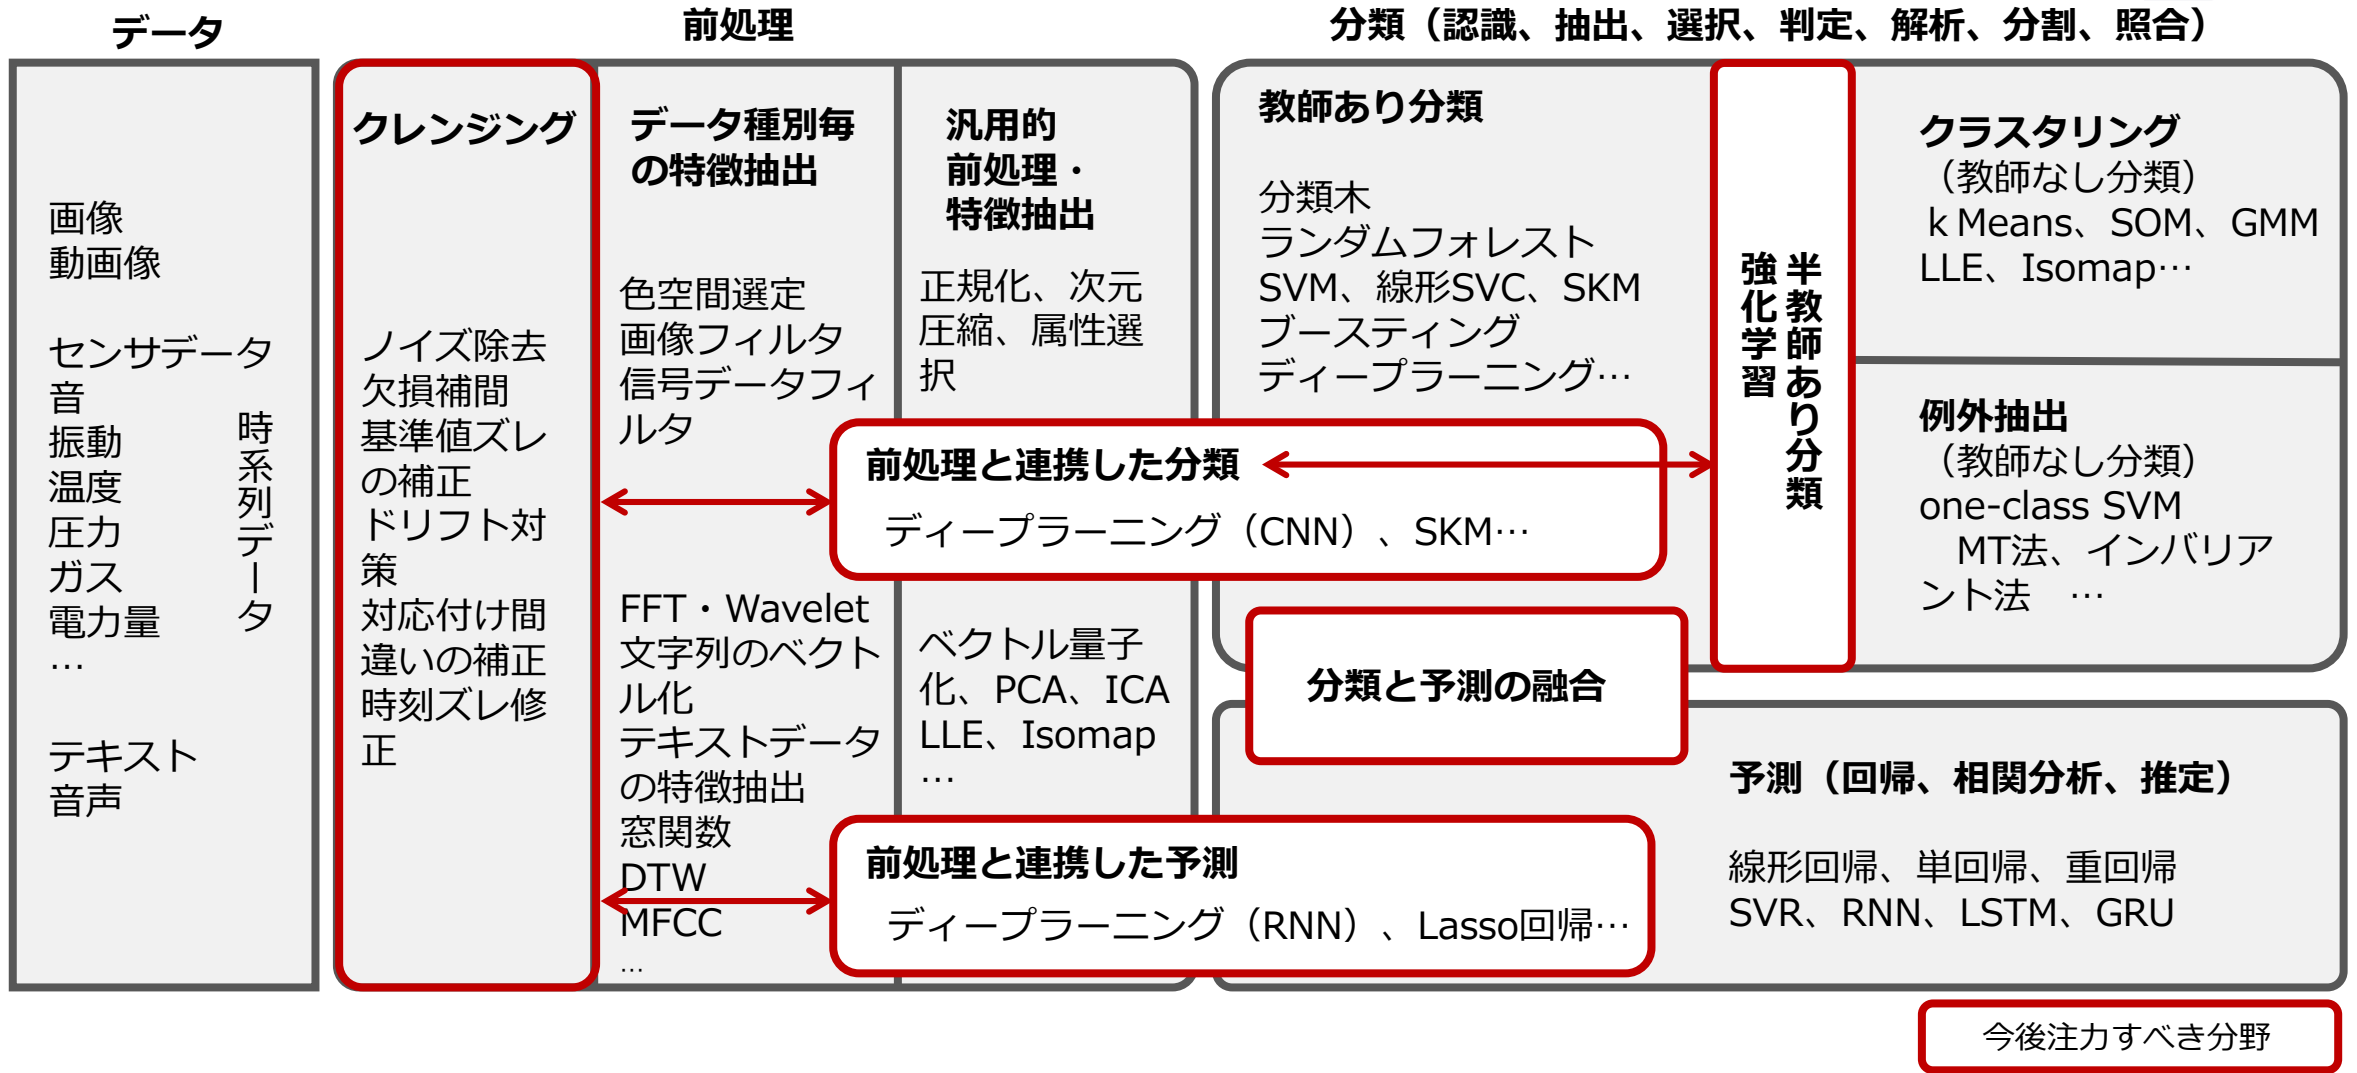 データ
前処理
分類（認識、抽出、選択、判定、解析、分割、照合）
画像
動画像
センサデータ
音
振動
温度
圧力
ガス
電力量
…
時系列データ
テキスト
音声
クレンジング
ノイズ除去
欠損補間
基準値ズレ
の補正
ドリフト対
策
対応付け間
違いの補正
時刻ズレ修
正
データ種別毎
の特徴抽出
色空間選定
画像フィルタ
信号データフィ
ルタ
FFT・Wavelet
文字列のベクト
ル化
テキストデータ
の特徴抽出
窓関数
DTW
MFCC
…
汎用的
前処理・
特徴抽出
正規化、次元
圧縮、属性選
択
ベクトル量子
化、PCA、ICA
LLE、Isomap
…
教師あり分類
分類木
ランダムフォレスト
SVM、線形SVC、SKM
ブースティング
ディープラーニング…
前処理と連携した分類
ディープラーニング（CNN）、SKM…
半教師あり分類
強化学習
クラスタリング
（教師なし分類）
ｋMeans、SOM、GMM
LLE、Isomap…
例外抽出
（教師なし分類）
one-class SVM
MT法、インバリア
ント法　…
分類と予測の融合
予測（回帰、相関分析、推定）
線形回帰、単回帰、重回帰
SVR、RNN、LSTM、GRU
前処理と連携した予測
ディープラーニング（RNN）、Lasso回帰…
今後注力すべき分野